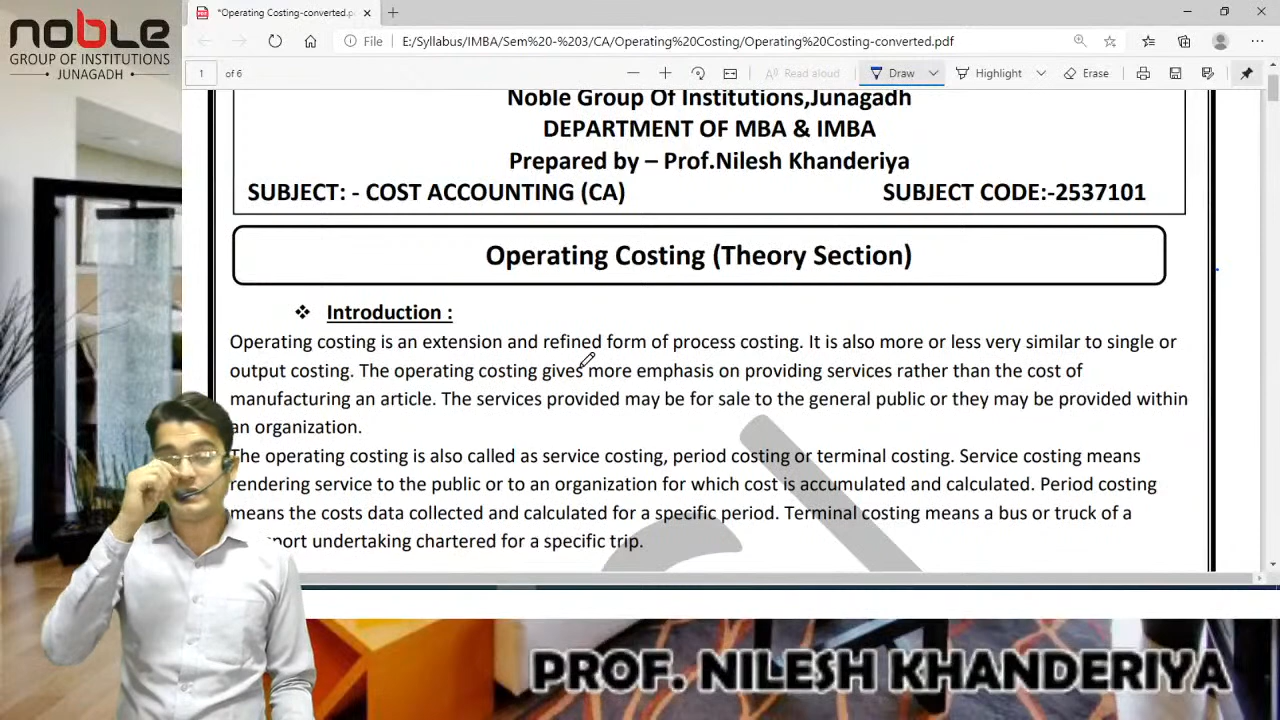 noble
GROUP OF INSTITUTIONS
JUNAGADH
*Operating Costing-converted.p
File
E:/Syllabus/IMBA/Sem%20-%203/CA/Operating%20Costing/Operating%20Costing-converted.pdf
1 of 6
Read aloud
Draw
Highlight
Erase
Noble Group Of Institutions,Junagadh
DEPARTMENT OF MBA & IMBA
Prepared by – Prof.Nilesh Khanderiya
SUBJECT: - COST ACCOUNTING (CA) SUBJECT CODE:-2537101
Operating Costing (Theory Section)
❖ Introduction :
Operating costing is an extension and refined form of process costing. It is also more or less very similar to single or
output costing. The operating costing gives more emphasis on providing services rather than the cost of
manufacturing an article. The services provided may be for sale to the general public or they may be provided within
an organization.
The operating costing is also called as service costing, period costing or terminal costing. Service costing means
rendering service to the public or to an organization for which cost is accumulated and calculated. Period costing
means the costs data collected and calculated for a specific period. Terminal costing means a bus or truck of a
port undertaking chartered for a specific trip.
PROF. NILESH KHANDERIYA